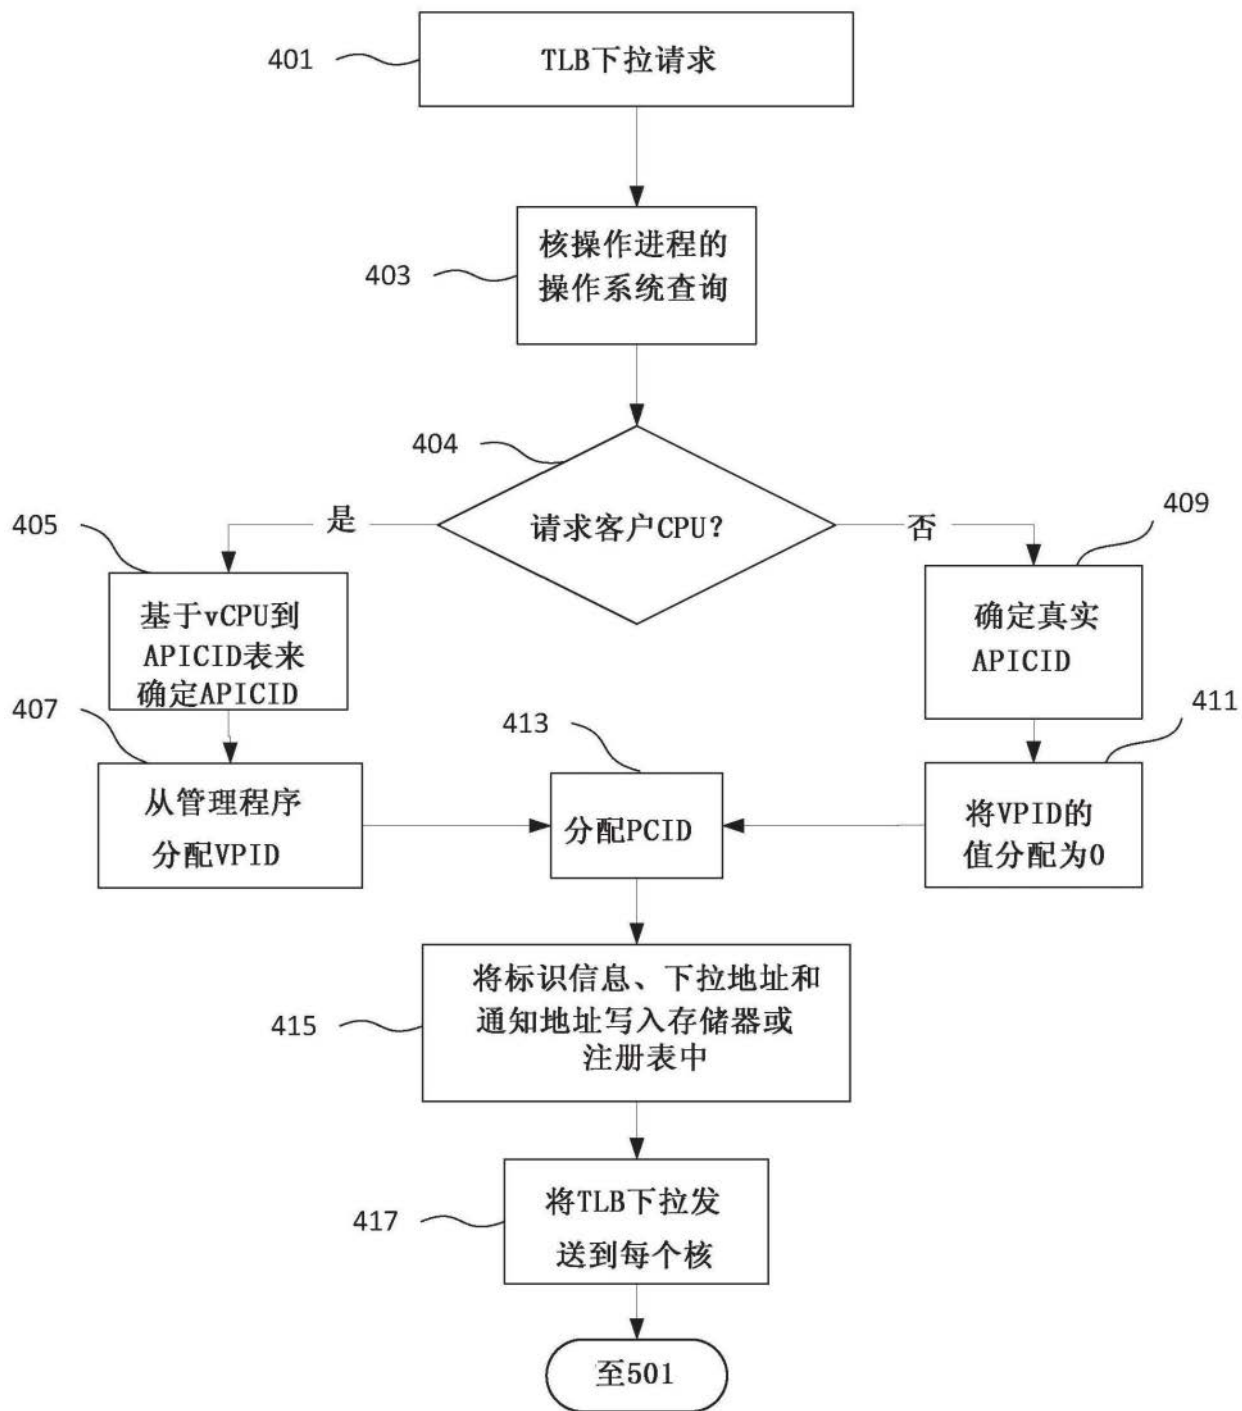 401
TLB下拉请求
403
核操作进程的
操作系统查询
404
请求客户CPU?
是
否
405
基于vCPU到
APICID表来
确定APICID
409
确定真实
APICID
407
从管理程序
分配VPID
413
分配PCID
411
将VPID的
值分配为0
415
将标识信息、下拉地址和
通知地址写入存储器或
注册表中
417
将TLB下拉发
送到每个核
至501